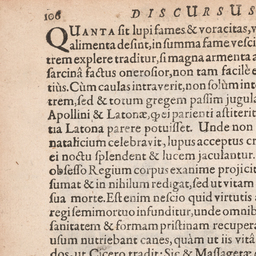 106 DISCURSUS
QUANTA sit lupi fames & voracitas,
alimenta desint, in summa fame vesci
trem explere traditur, si magna armenta a
sarcinâ factus onerosior, non tam facilè e
tiùs. Cùm caulas intraverit, non solùm inte
trem, sed & totum gregem passim jugula
Apollini & Latonæ, quòd ei parienti astiterit
tia Latona parere potuisset. Unde non
natalicium celebravit, lupus acceptus cr
ei noctu splendent & lucem jaculantur.
obsesso Regium corpus exanime projicit
sumat & in nihilum redigat, sed ut vitam
sua morte. Est enim nescio quid virtutis a
regi semimortuo infunditur, unde omnib
sanitatem & formam pristinam recupera
usum nutriebant canes, quàm ut iis vitâ
dos, ut Cicero tradit: Sic & Massagetæ